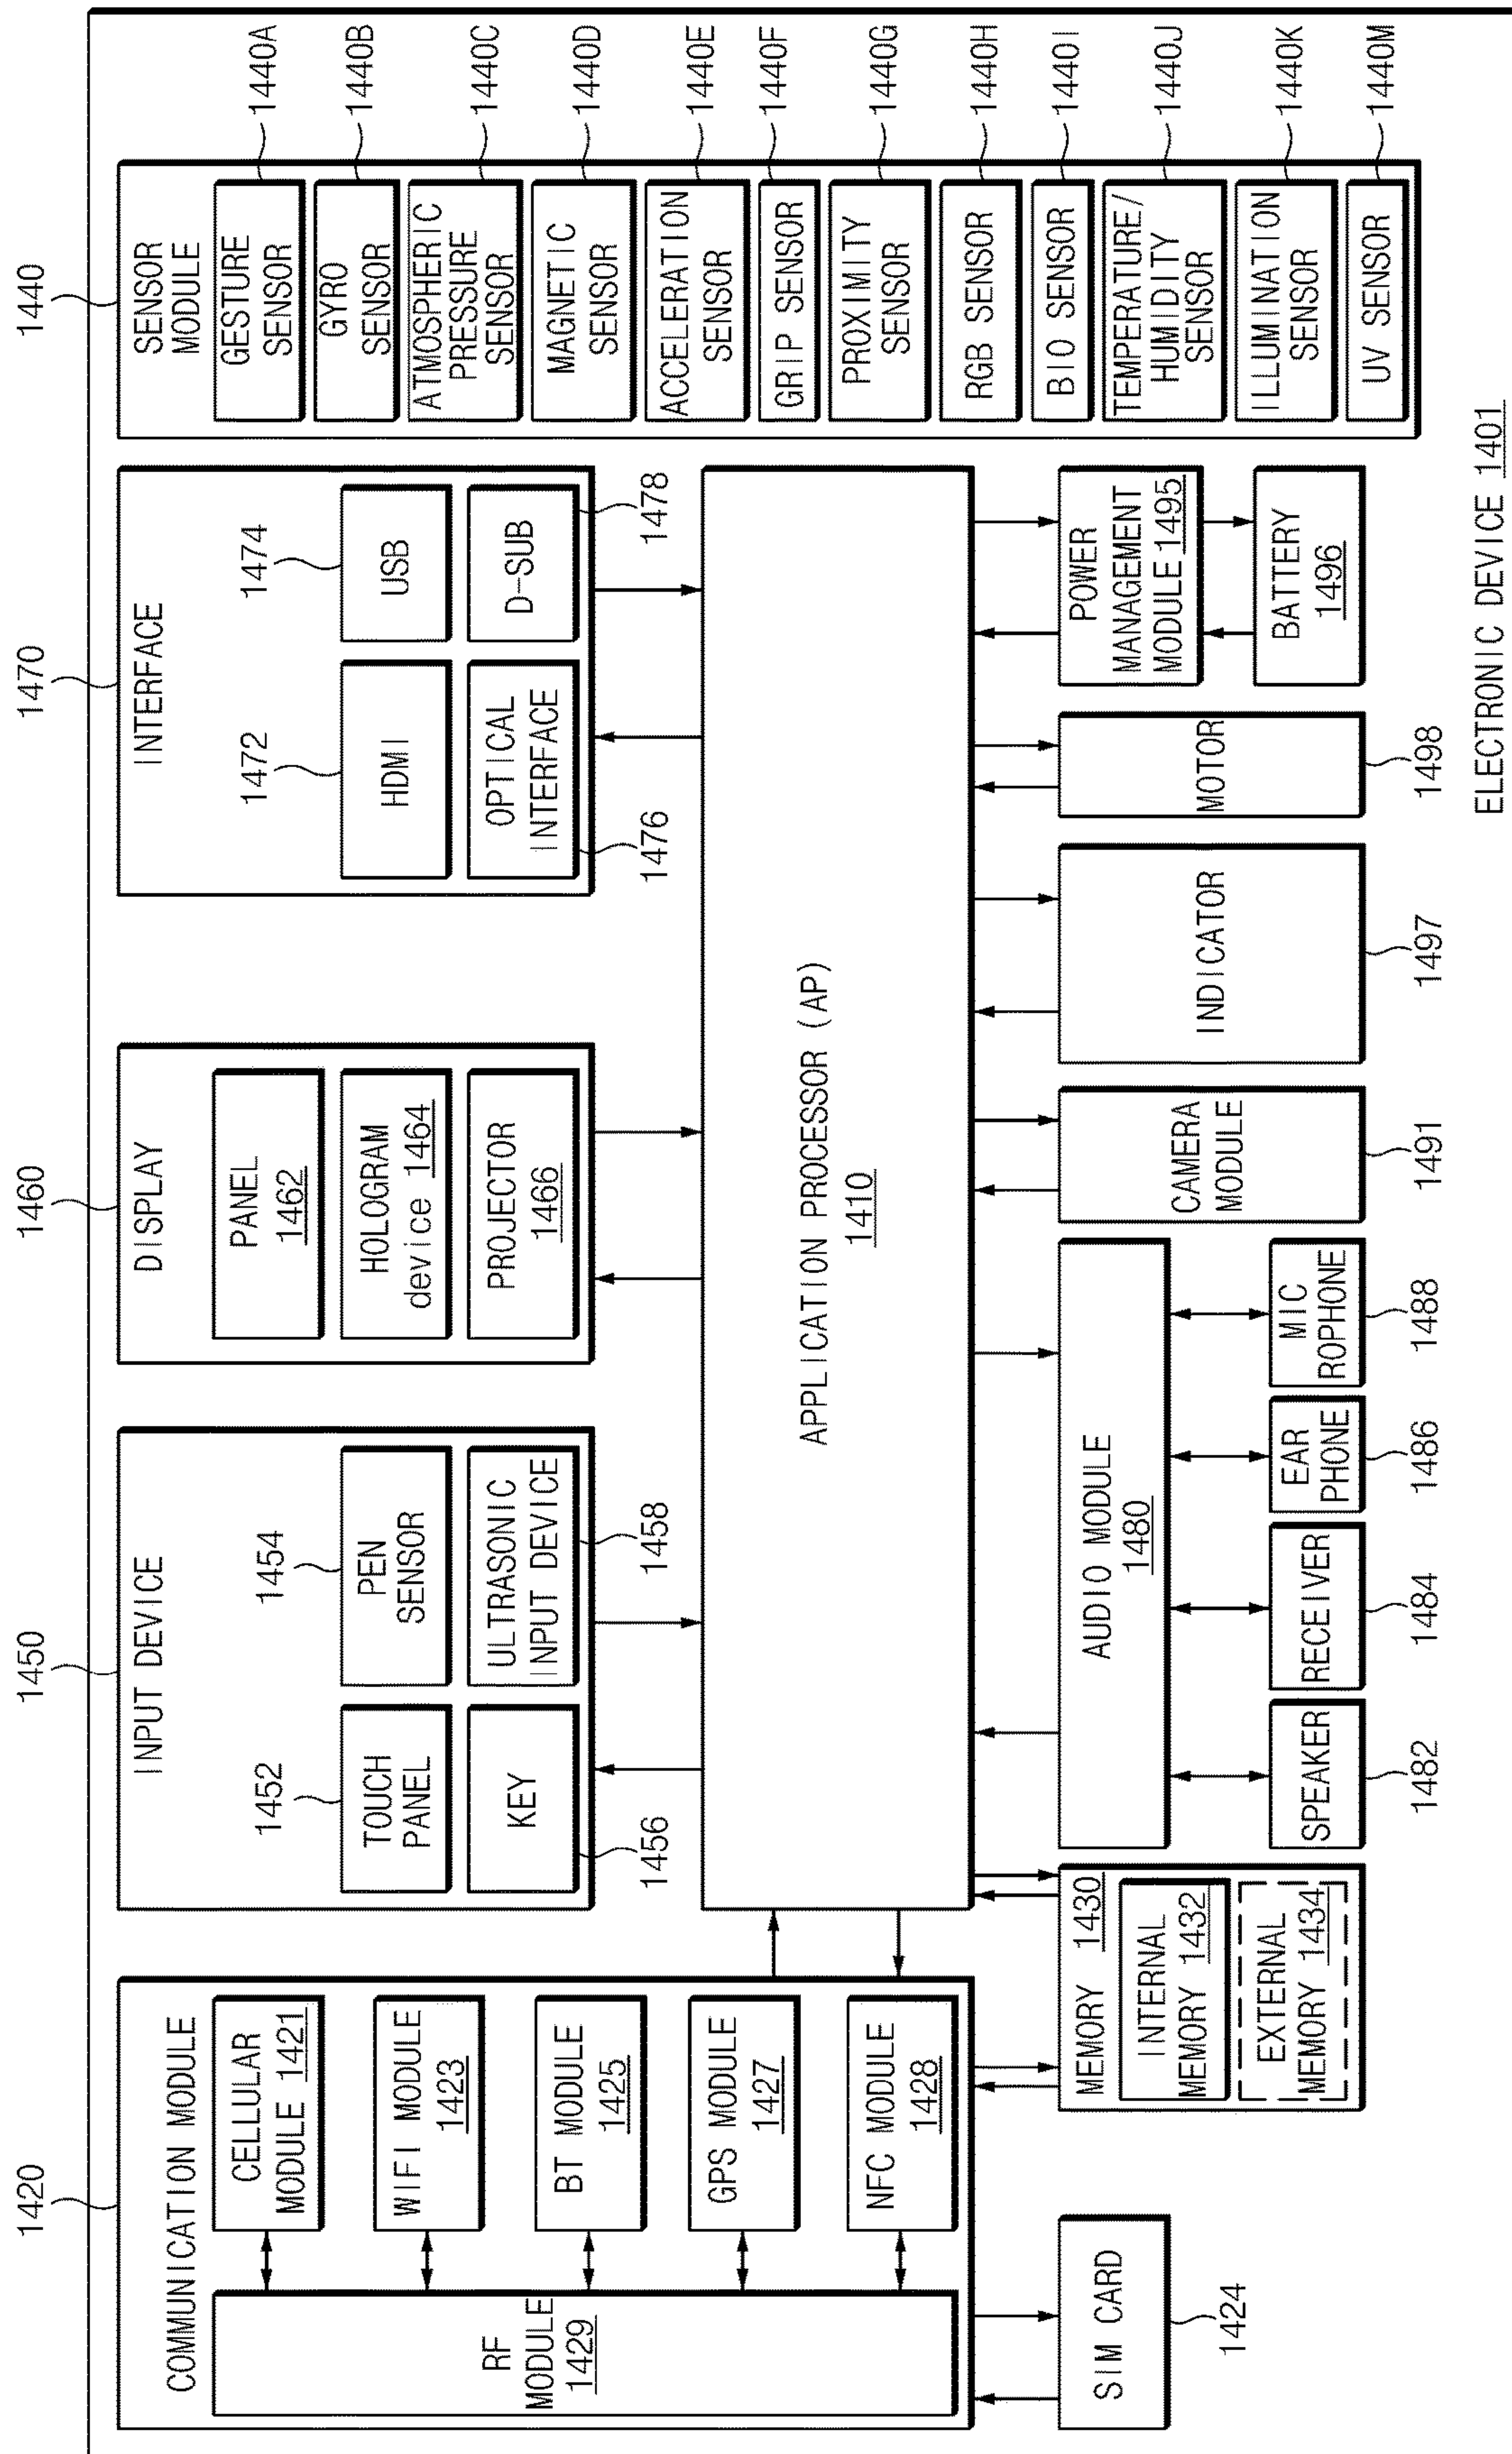 1420
COMMUNICATION MODULE
CELLULAR
MODULE 1421
WIFI MODULE
1423
BT MODULE
1425
GPS MODULE
1427
NFC MODULE
1428
RF
MODULE
1429
SIM CARD
1424
1450
INPUT DEVICE
1452
TOUCH
PANEL
1454
PEN
SENSOR
KEY
1456
ULTRASONIC
INPUT DEVICE
1458
1460
DISPLAY
PANEL
1462
HOLOGRAM
device 1464
PROJECTOR
1466
1470
INTERFACE
1472
HDMI
1474
USB
OPTICAL
INTERFACE
1476
D-SUB
1478
1440
SENSOR
MODULE
GESTURE
SENSOR
1440A
GYRO
SENSOR
1440B
ATMOSPHERIC
PRESSURE
SENSOR
1440C
MAGNETIC
SENSOR
1440D
ACCELERATION
SENSOR
1440E
GRIP SENSOR
1440F
PROXIMITY
SENSOR
1440G
RGB SENSOR
1440H
BIO SENSOR
1440I
TEMPERATURE/
HUMIDITY
SENSOR
1440J
ILLUMINATION
SENSOR
1440K
UV SENSOR
1440M
APPLICATION PROCESSOR (AP)
1410
MEMORY 1430
INTERNAL
MEMORY 1432
EXTERNAL
MEMORY 1434
AUDIO MODULE
1480
SPEAKER
1482
RECEIVER
1484
EAR
PHONE
1486
MIC
ROPHONE
1488
CAMERA
MODULE
1491
INDICATOR
1497
MOTOR
1498
POWER
MANAGEMENT
MODULE 1495
BATTERY
1496
ELECTRONIC DEVICE 1401